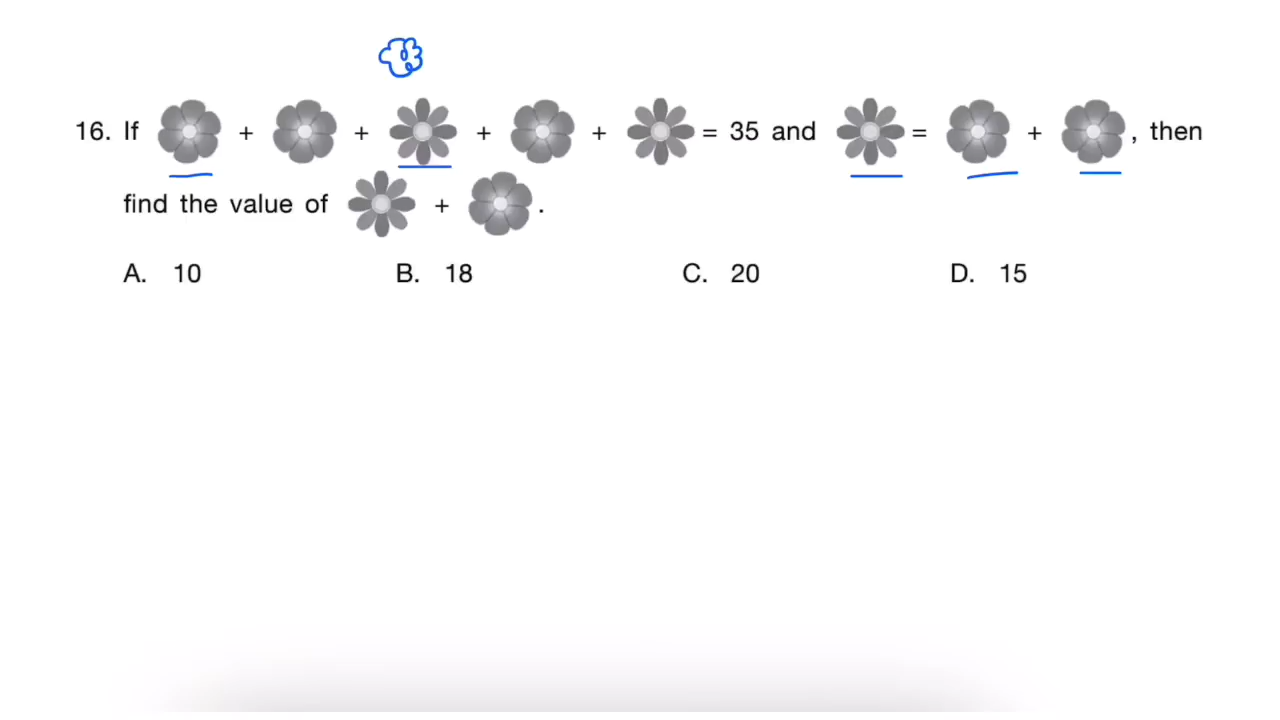 16. If + + + + = 35 and = + , then
find the value of + .
A. 10 B. 18 C. 20 D. 15